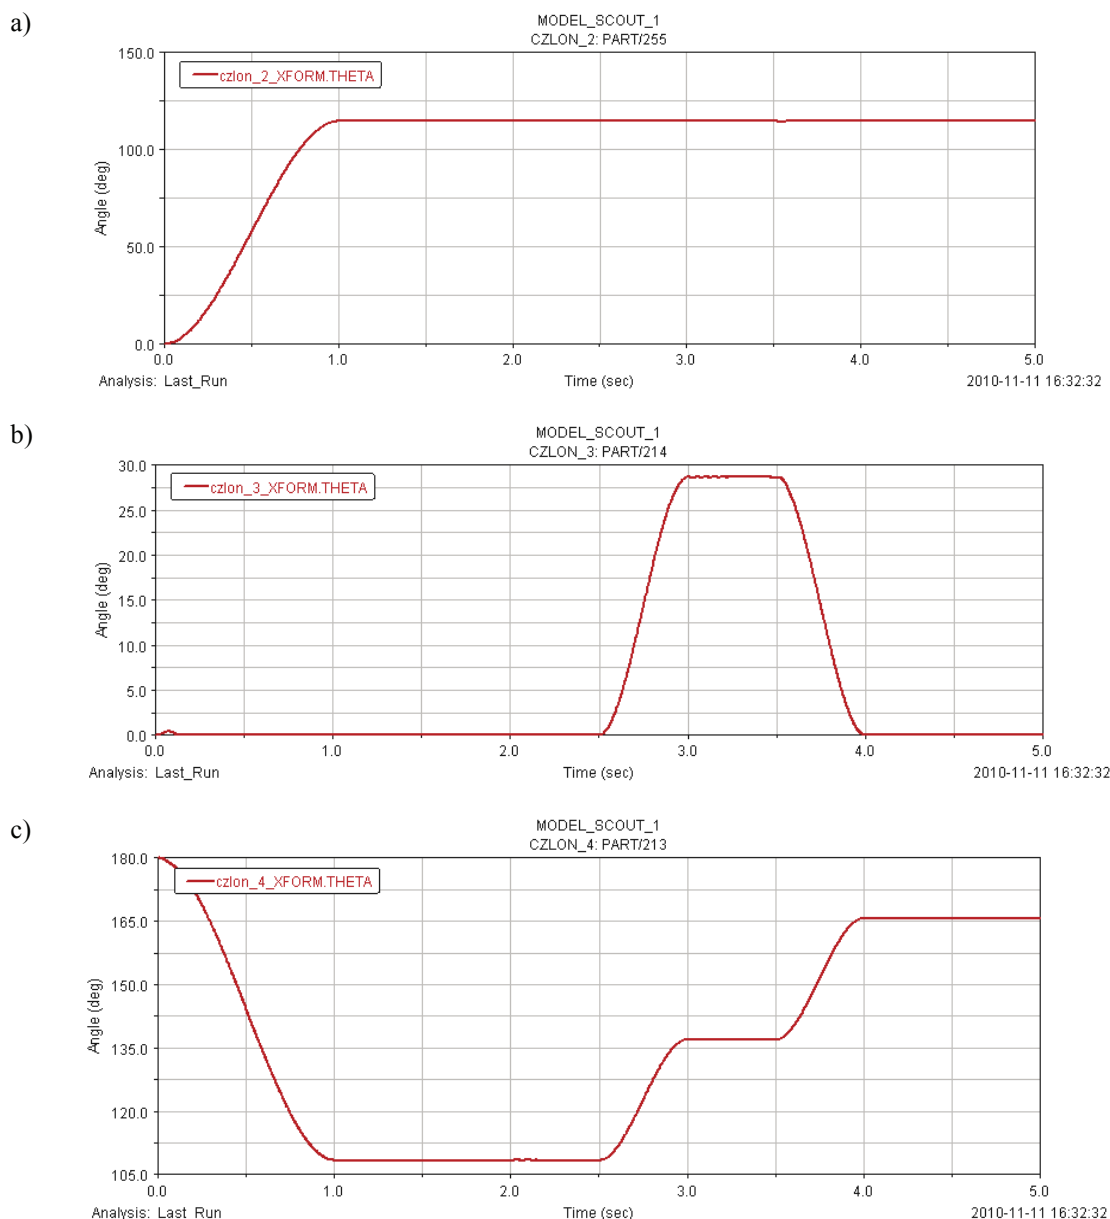 a)
MODEL_SCOUT_1
CZLON_2: PART/255
150.0
czlon_2_XFORM.THETA
100.0
Angle (deg)
50.0
0.0
0.0 1.0 2.0 3.0 4.0 5.0
Analysis: Last_Run Time (sec) 2010-11-11 16:32:32
b)
MODEL_SCOUT_1
CZLON_3: PART/214
30.0
czlon_3_XFORM.THETA
25.0
20.0
Angle (deg)
15.0
10.0
5.0
0.0
0.0 1.0 2.0 3.0 4.0 5.0
Analysis: Last_Run Time (sec) 2010-11-11 16:32:32
c)
MODEL_SCOUT_1
CZLON_4: PART/213
180.0
czlon_4_XFORM.THETA
165.0
150.0
Angle (deg)
135.0
120.0
105.0
0.0 1.0 2.0 3.0 4.0 5.0
Analysis: Last_Run Time (sec) 2010-11-11 16:32:32